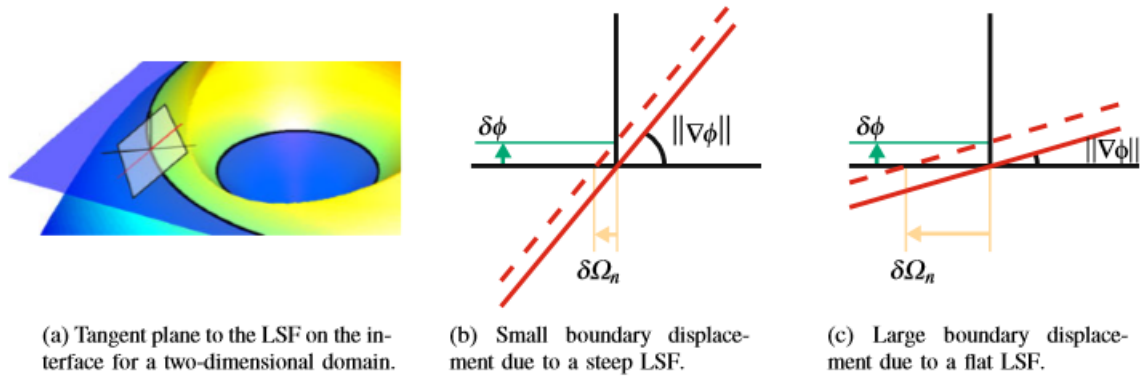 δϕ
||∇ϕ||
δΩₙ
δϕ
||∇ϕ||
δΩₙ
(a) Tangent plane to the LSF on the in-
terface for a two-dimensional domain.
(b) Small boundary displace-
ment due to a steep LSF.
(c) Large boundary displace-
ment due to a flat LSF.